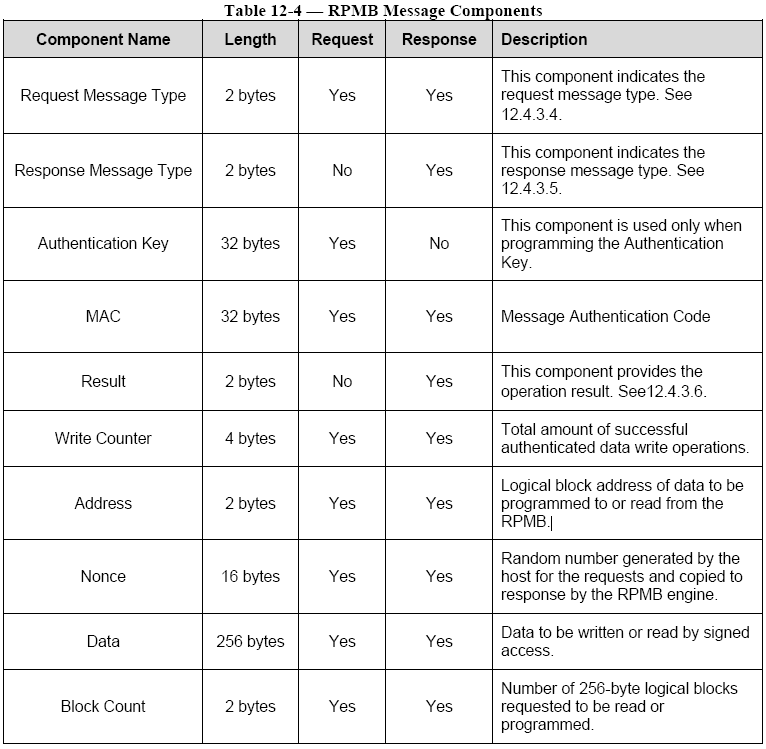 Table 12-4 — RPMB Message Components
Component Name Length Request Response Description
Request Message Type 2 bytes Yes Yes This component indicates the
request message type. See
12.4.3.4.
Response Message Type 2 bytes No Yes This component indicates the
response message type. See
12.4.3.5.
Authentication Key 32 bytes Yes No This component is used only when
programming the Authentication
Key.
MAC 32 bytes Yes Yes Message Authentication Code
Result 2 bytes No Yes This component provides the
operation result. See12.4.3.6.
Write Counter 4 bytes Yes Yes Total amount of successful
authenticated data write operations.
Address 2 bytes Yes Yes Logical block address of data to be
programmed to or read from the
RPMB.
Nonce 16 bytes Yes Yes Random number generated by the
host for the requests and copied to
response by the RPMB engine.
Data 256 bytes Yes Yes Data to be written or read by signed
access.
Block Count 2 bytes Yes Yes Number of 256-byte logical blocks
requested to be read or
programmed.